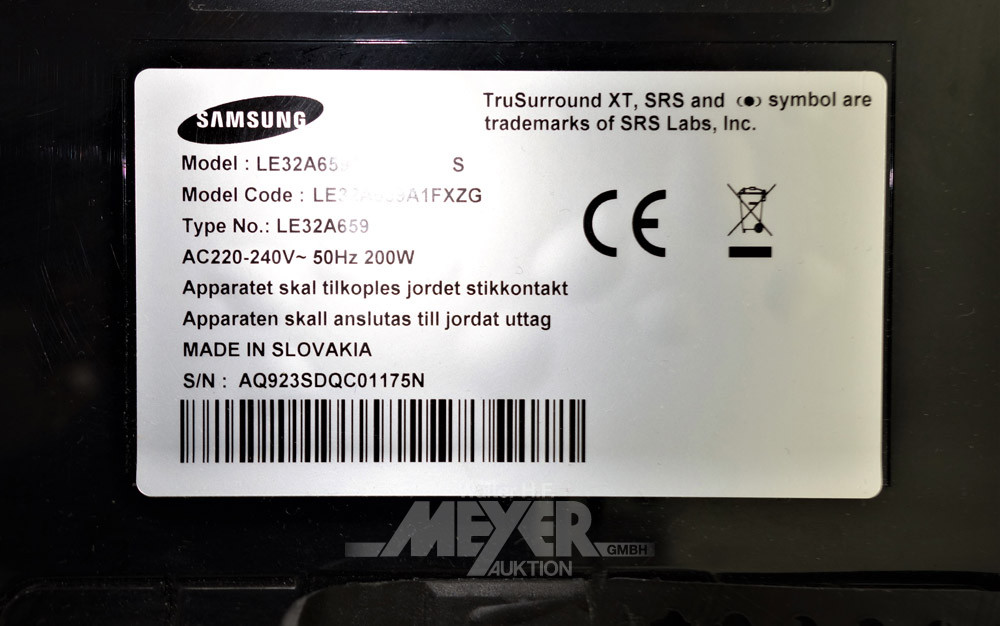 SAMSUNG
TruSurround XT, SRS and (●) symbol are
trademarks of SRS Labs, Inc.
Model : LE32A659 S
Model Code : LE32A659A1FXZG
Type No.: LE32A659
AC220-240V~ 50Hz 200W
Apparatet skal tilkoples jordet stikkontakt
Apparaten skall anslutas till jordat uttag
MADE IN SLOVAKIA
S/N : AQ923SDQC01175N
MEYER
GMBH
AUKTION